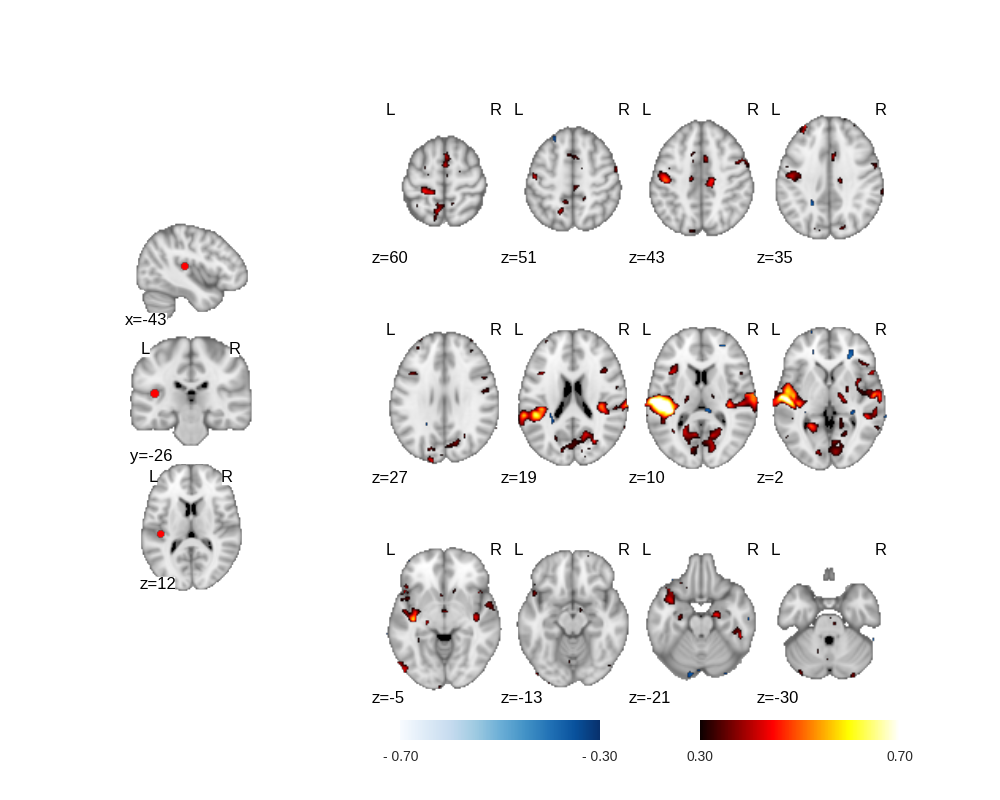 L R L R L R L R
z=60 z=51 z=43 z=35
x=-43
L R L R L R L R
L R
z=27 z=19 z=10 z=2
y=-26
L R
z=12
L R L R L R L R
z=-5 z=-13 z=-21 z=-30
- 0.70 - 0.30 0.30 0.70